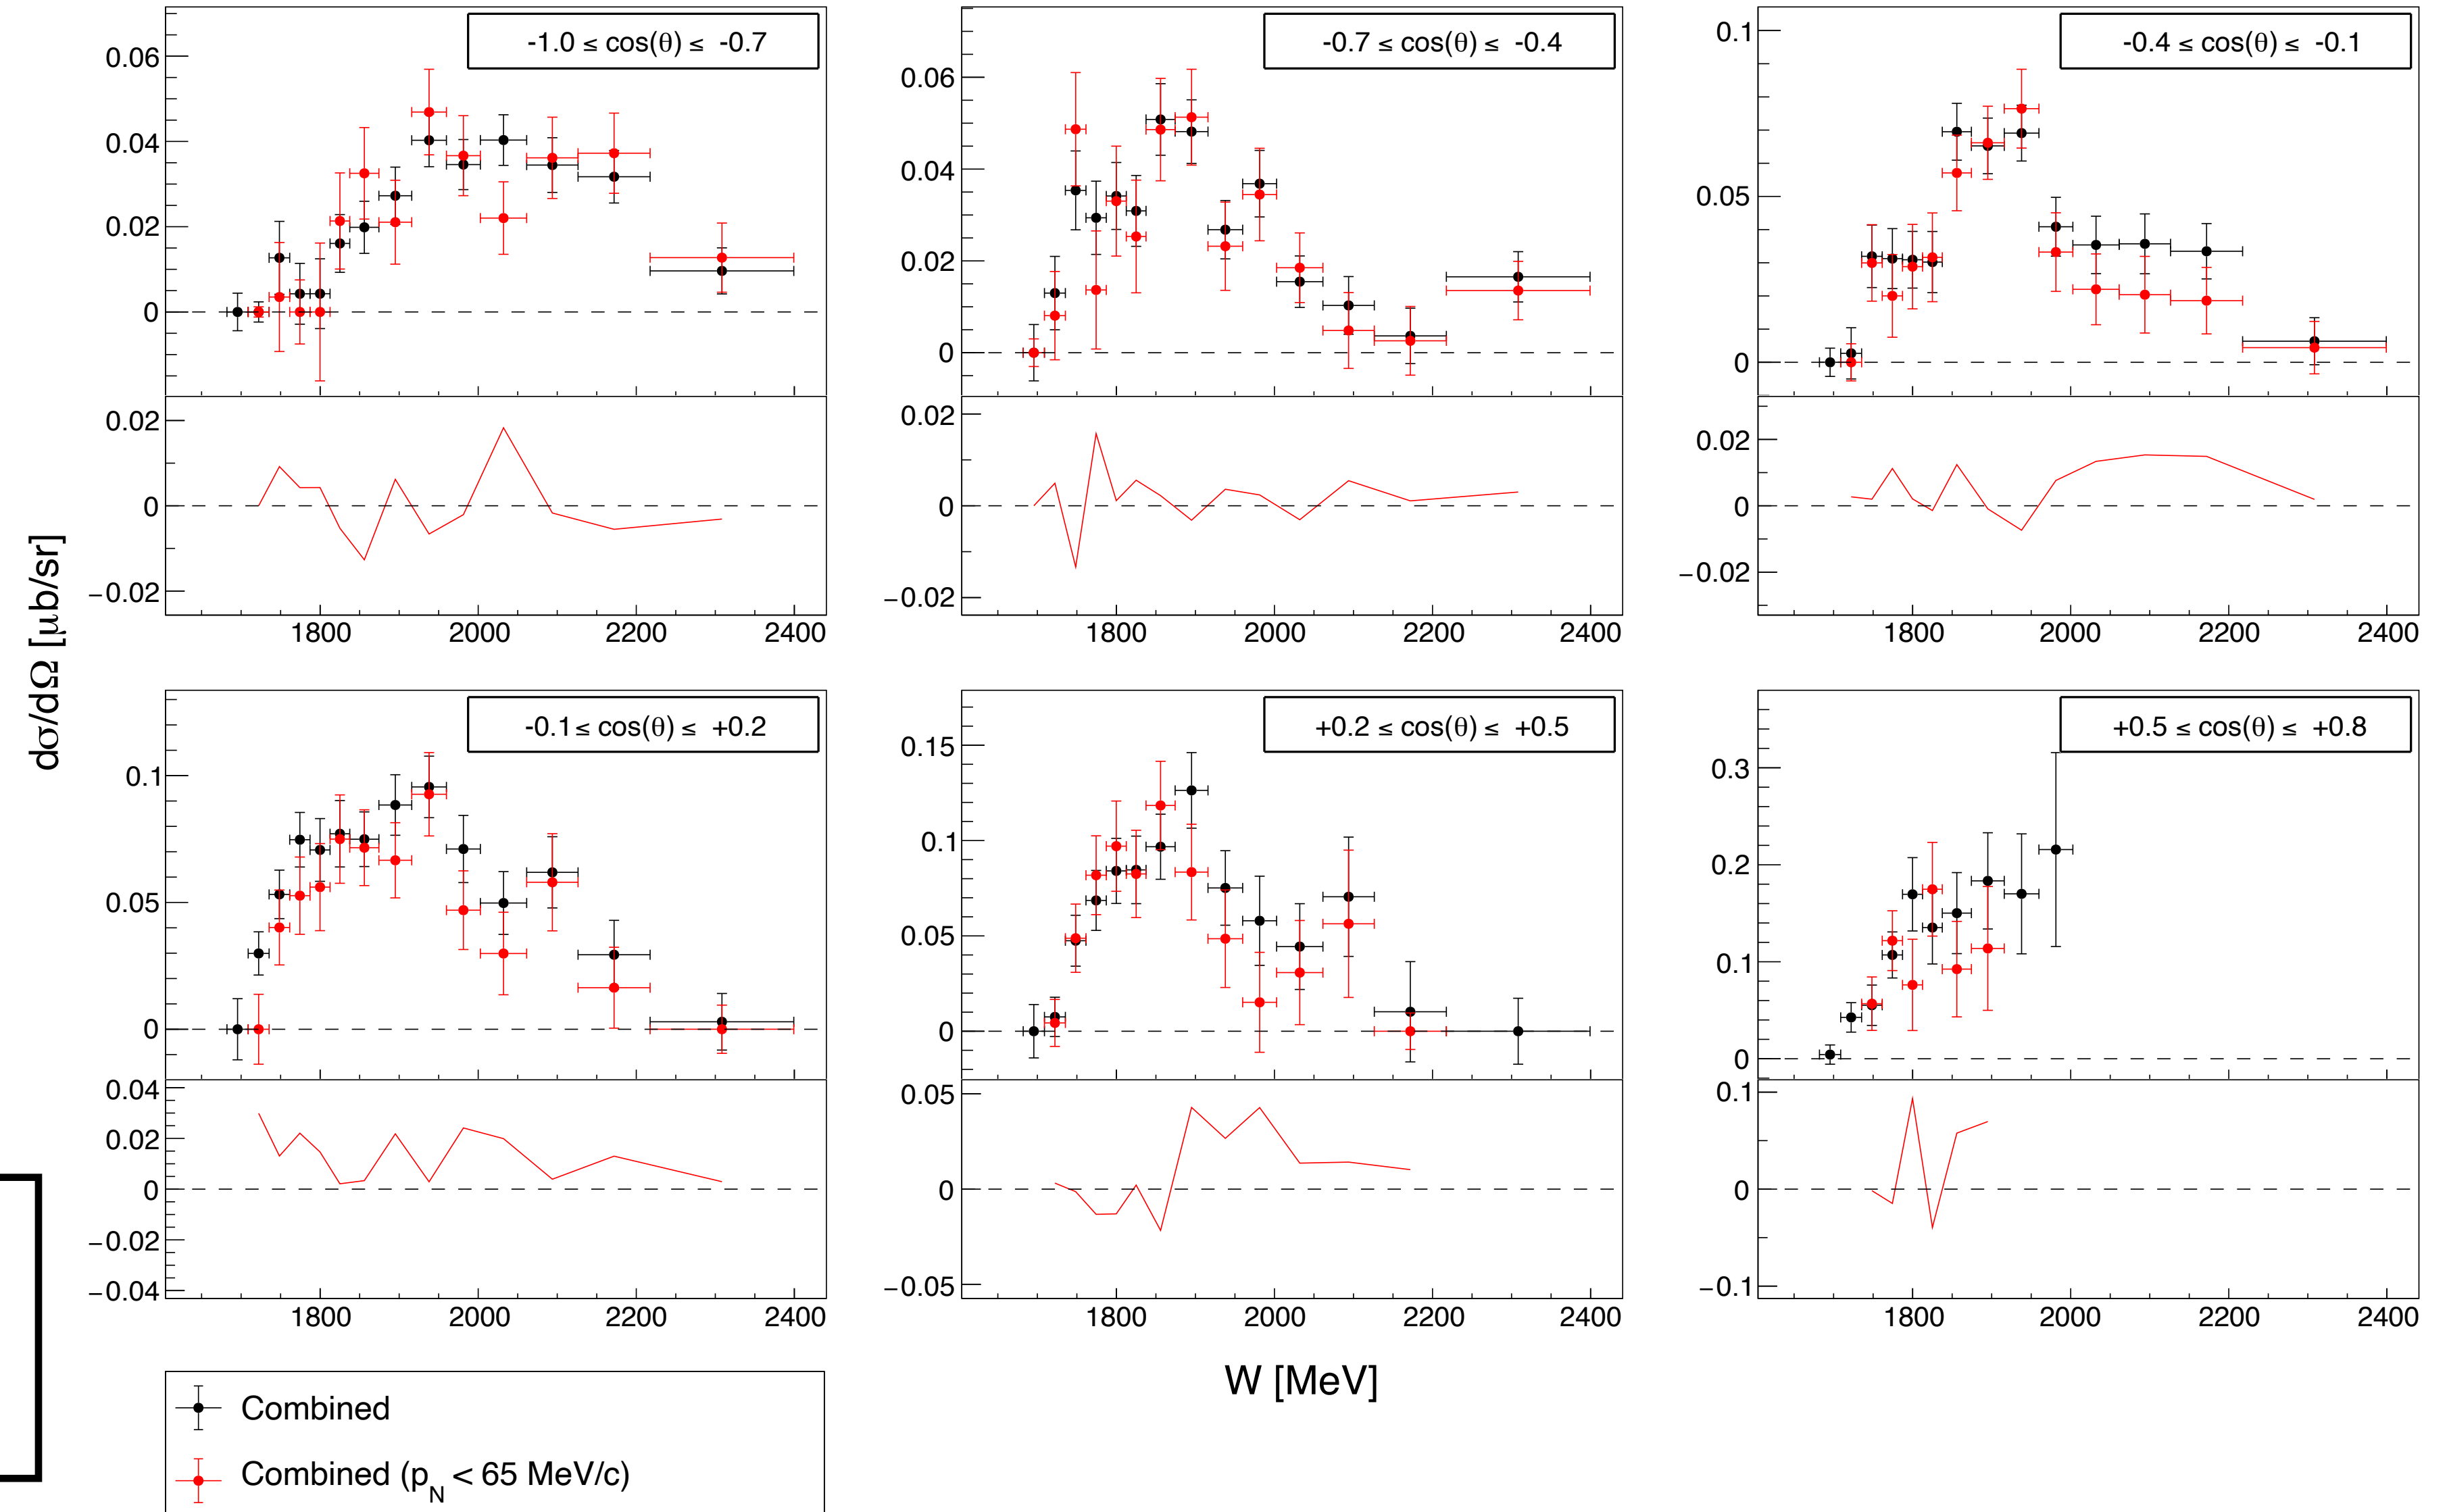 -1.0 ≤ cos(θ) ≤ -0.7
-0.7 ≤ cos(θ) ≤ -0.4
-0.4 ≤ cos(θ) ≤ -0.1
0.06
0.04
0.02
0
0.06
0.04
0.02
0
0.1
0.05
0
0.02
0
−0.02
0.02
0
−0.02
0.02
0
−0.02
1800 2000 2200 2400
1800 2000 2200 2400
1800 2000 2200 2400
dσ/dΩ [μb/sr]
-0.1≤ cos(θ) ≤ +0.2
+0.2 ≤ cos(θ) ≤ +0.5
+0.5 ≤ cos(θ) ≤ +0.8
0.1
0.05
0
0.15
0.1
0.05
0
0.3
0.2
0.1
0
0.04
0.02
0
−0.02
−0.04
0.05
0
−0.05
0.1
0
−0.1
1800 2000 2200 2400
1800 2000 2200 2400
1800 2000 2200 2400
W [MeV]
Combined
Combined (p_N < 65 MeV/c)